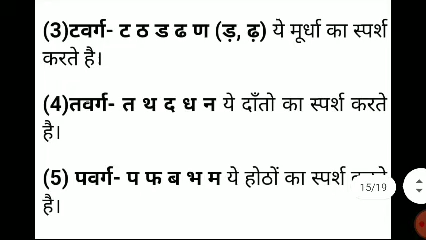 (3)टवर्ग- ट ठ ड ढ ण (ड़, ढ़) ये मूर्धा का स्पर्श
करते है।
(4)तवर्ग- त थ द ध न ये दाँतो का स्पर्श करते
है।
(5) पवर्ग- प फ ब भ म ये होठों का स्पर्श
15/19
है।